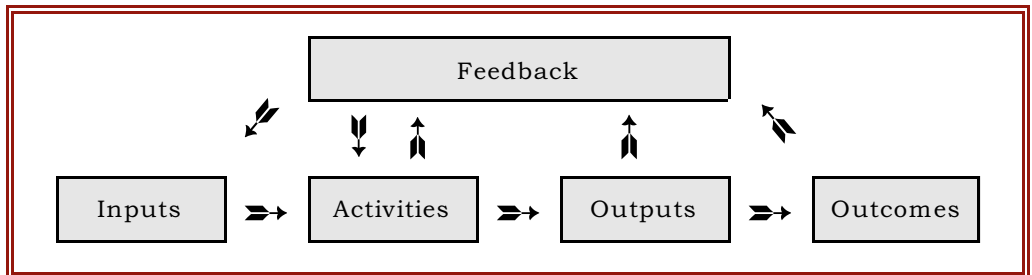 Feedback
Inputs
Activities
Outputs
Outcomes